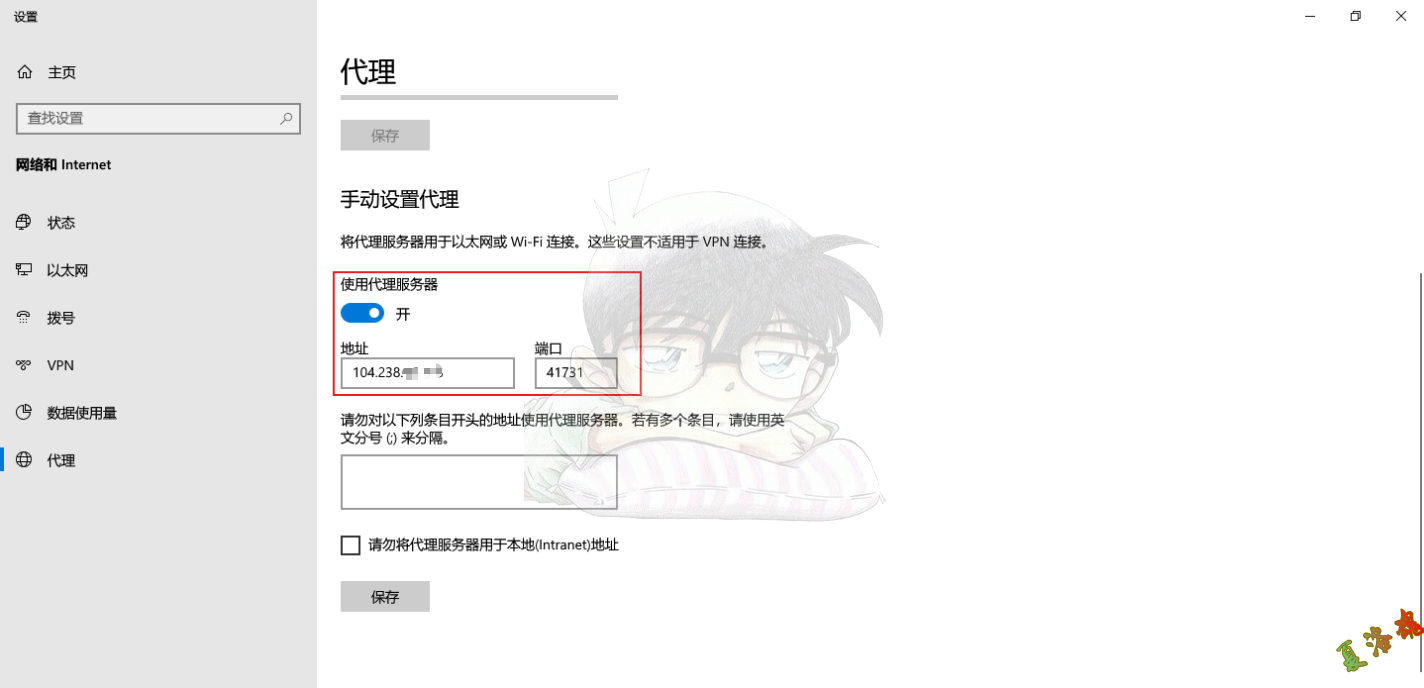 设置
主页
查找设置
网络和 Internet
状态
以太网
拨号
VPN
数据使用量
代理
代理
保存
手动设置代理
将代理服务器用于以太网或 Wi-Fi 连接。这些设置不适用于 VPN 连接。
使用代理服务器
开
地址 端口
104.238. 41731
请勿对以下列条目开头的地址使用代理服务器。若有多个条目，请使用英
文分号 (;) 来分隔。
请勿将代理服务器用于本地(Intranet)地址
保存